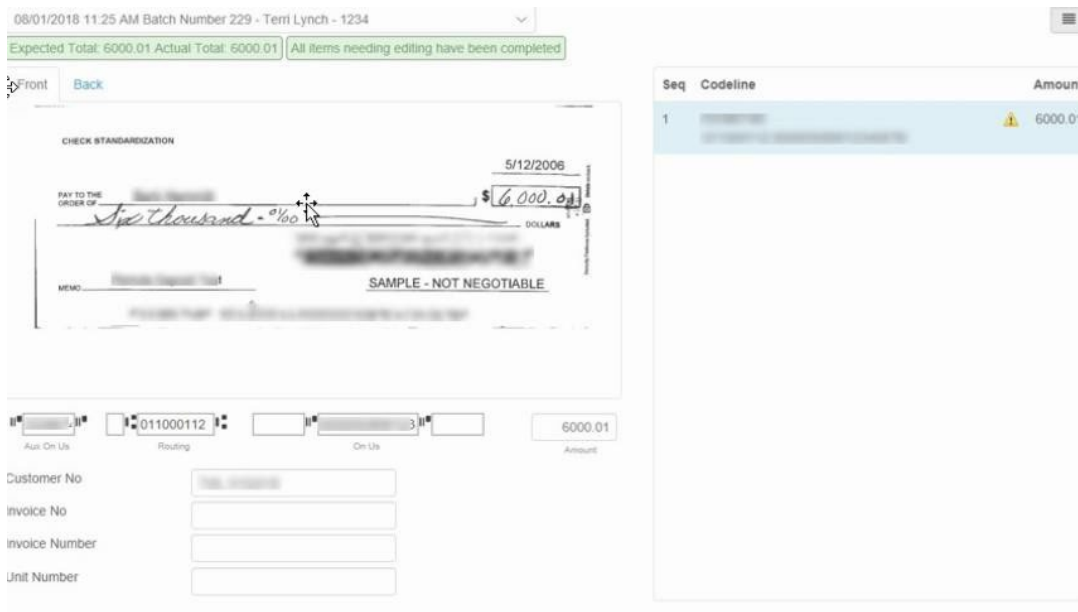 08/01/2018 11:25 AM Batch Number 229 - Terri Lynch - 1234
Expected Total: 6000.01 Actual Total: 6000.01 All items needing editing have been completed
Front Back
CHECK STANDARDIZATION
5/12/2006
PAY TO THE
ORDER OF $ 6,000.01
Six thousand - 01/00 DOLLARS
MEMO SAMPLE - NOT NEGOTIABLE
011000112 3 6000.01
Aux On Us Routing On Us Amount
Customer No
Invoice No
Invoice Number
Unit Number
Seq Codeline Amoun
1 6000.01